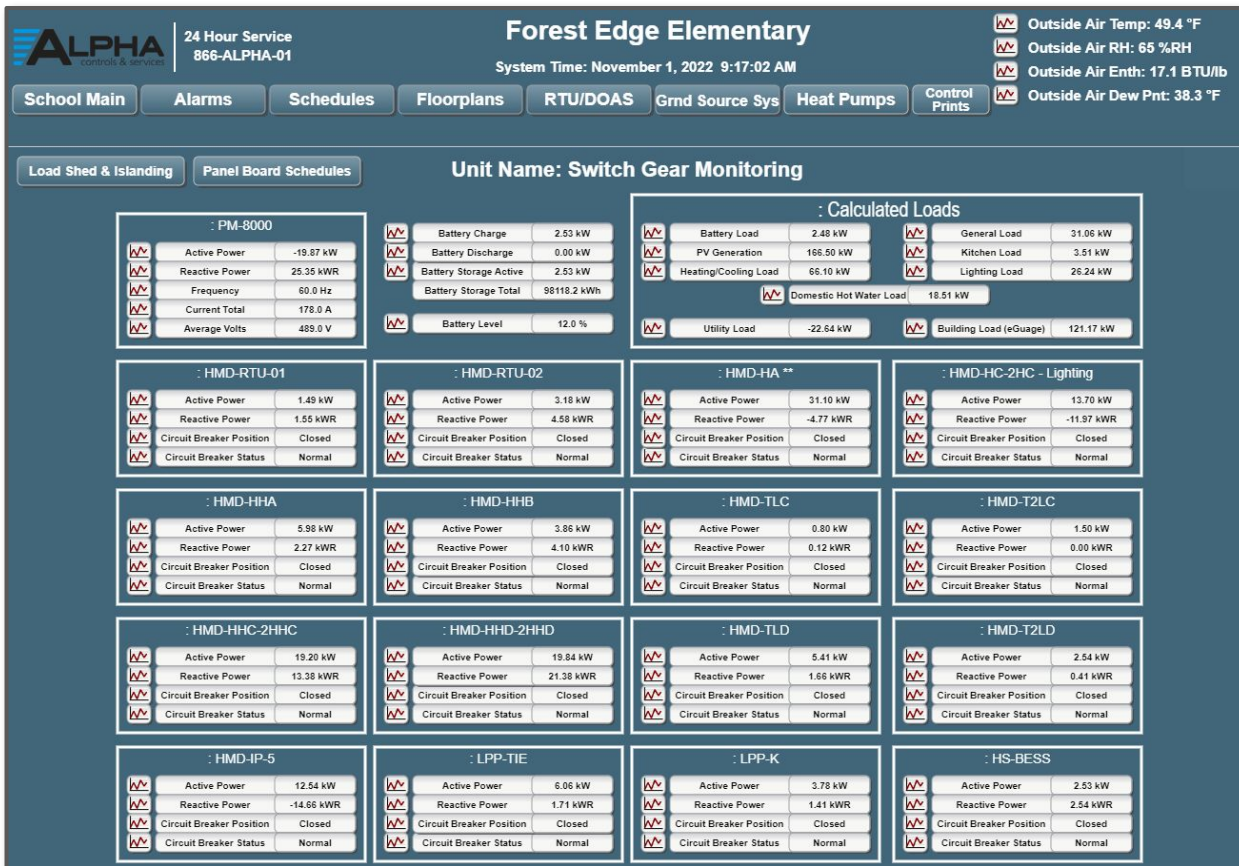 ALPHA
controls & services
24 Hour Service
866-ALPHA-01
Forest Edge Elementary
System Time: November 1, 2022 9:17:02 AM
Outside Air Temp: 49.4 °F
Outside Air RH: 65 %RH
Outside Air Enth: 17.1 BTU/lb
Outside Air Dew Pnt: 38.3 °F
School Main Alarms Schedules Floorplans RTU/DOAS Grnd Source Sys Heat Pumps Control Prints
Load Shed & Islanding Panel Board Schedules
Unit Name: Switch Gear Monitoring
: PM-8000
Active Power -19.87 kW
Reactive Power 25.35 kWR
Frequency 60.0 Hz
Current Total 178.0 A
Average Volts 489.0 V
Battery Charge 2.53 kW
Battery Discharge 0.00 kW
Battery Storage Active 2.53 kW
Battery Storage Total 98118.2 kWh
Battery Level 12.0 %
: Calculated Loads
Battery Load 2.48 kW General Load 31.06 kW
PV Generation 166.50 kW Kitchen Load 3.51 kW
Heating/Cooling Load 66.10 kW Lighting Load 26.24 kW
Domestic Hot Water Load 18.51 kW
Utility Load -22.64 kW Building Load (eGuage) 121.17 kW
: HMD-RTU-01
Active Power 1.49 kW
Reactive Power 1.55 kWR
Circuit Breaker Position Closed
Circuit Breaker Status Normal
: HMD-RTU-02
Active Power 3.18 kW
Reactive Power 4.58 kWR
Circuit Breaker Position Closed
Circuit Breaker Status Normal
: HMD-HA **
Active Power 31.10 kW
Reactive Power -4.77 kWR
Circuit Breaker Position Closed
Circuit Breaker Status Normal
: HMD-HC-2HC - Lighting
Active Power 13.70 kW
Reactive Power -11.97 kWR
Circuit Breaker Position Closed
Circuit Breaker Status Normal
: HMD-HHA
Active Power 5.98 kW
Reactive Power 2.27 kWR
Circuit Breaker Position Closed
Circuit Breaker Status Normal
: HMD-HHB
Active Power 3.86 kW
Reactive Power 4.10 kWR
Circuit Breaker Position Closed
Circuit Breaker Status Normal
: HMD-TLC
Active Power 0.80 kW
Reactive Power 0.12 kWR
Circuit Breaker Position Closed
Circuit Breaker Status Normal
: HMD-T2LC
Active Power 1.50 kW
Reactive Power 0.00 kWR
Circuit Breaker Position Closed
Circuit Breaker Status Normal
: HMD-HHC-2HHC
Active Power 19.20 kW
Reactive Power 13.38 kWR
Circuit Breaker Position Closed
Circuit Breaker Status Normal
: HMD-HHD-2HHD
Active Power 19.84 kW
Reactive Power 21.38 kWR
Circuit Breaker Position Closed
Circuit Breaker Status Normal
: HMD-TLD
Active Power 5.41 kW
Reactive Power 1.66 kWR
Circuit Breaker Position Closed
Circuit Breaker Status Normal
: HMD-T2LD
Active Power 2.54 kW
Reactive Power 0.41 kWR
Circuit Breaker Position Closed
Circuit Breaker Status Normal
: HMD-IP-5
Active Power 12.54 kW
Reactive Power -14.66 kWR
Circuit Breaker Position Closed
Circuit Breaker Status Normal
: LPP-TIE
Active Power 6.06 kW
Reactive Power 1.71 kWR
Circuit Breaker Position Closed
Circuit Breaker Status Normal
: LPP-K
Active Power 3.78 kW
Reactive Power 1.41 kWR
Circuit Breaker Position Closed
Circuit Breaker Status Normal
: HS-BESS
Active Power 2.53 kW
Reactive Power 2.54 kWR
Circuit Breaker Position Closed
Circuit Breaker Status Normal